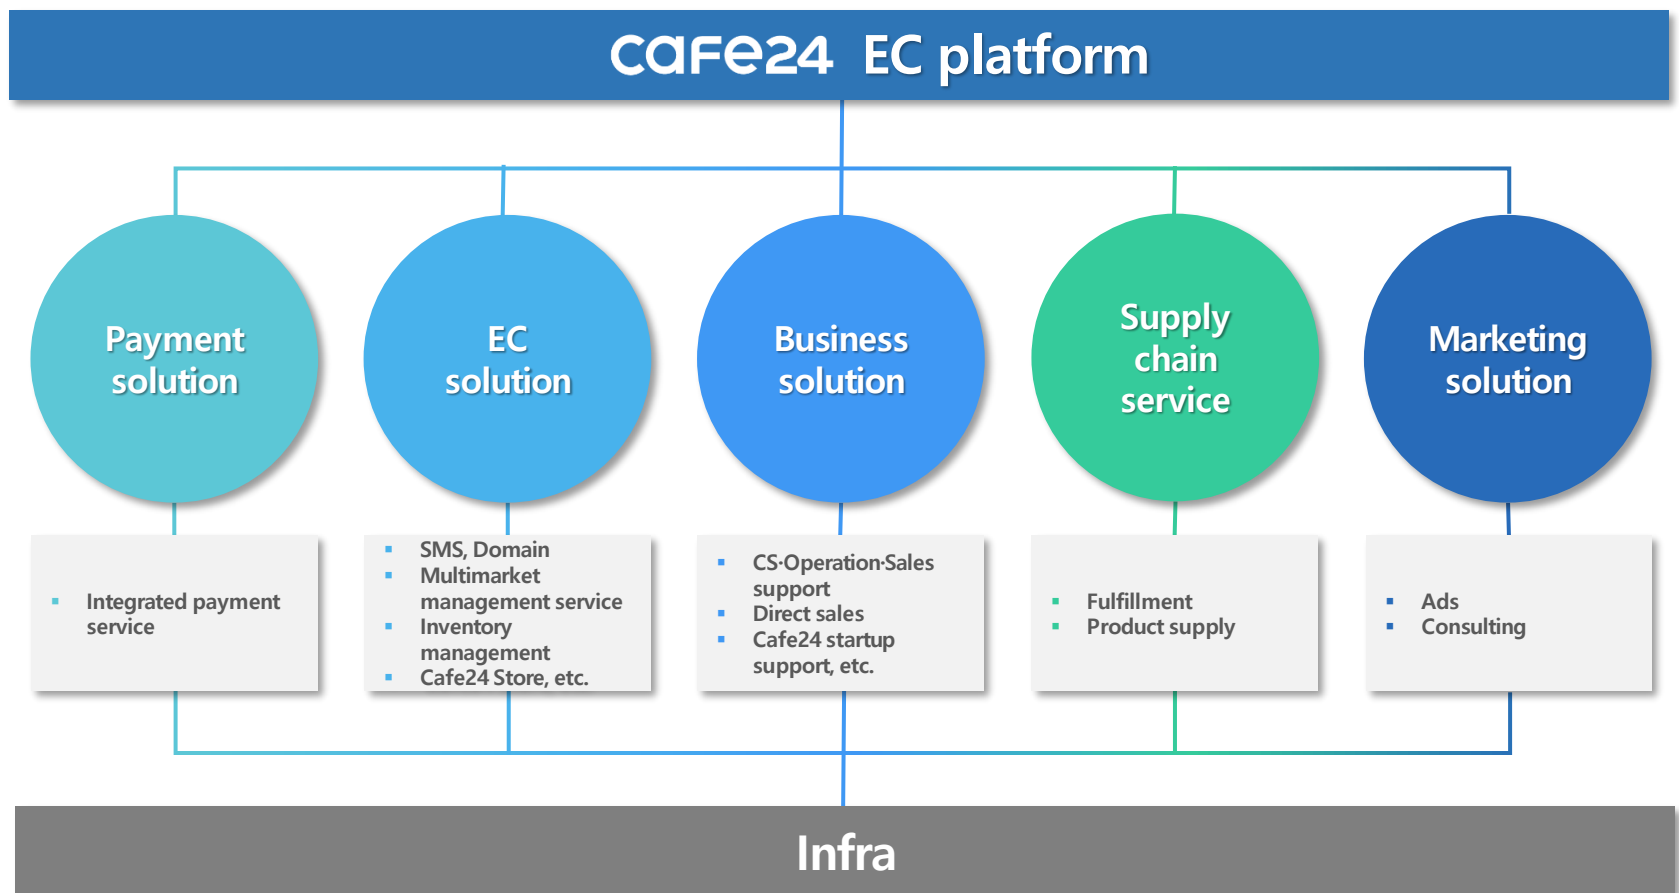 cafe24 EC platform
Payment
solution
EC
solution
Business
solution
Supply
chain
service
Marketing
solution
▪ Integrated payment
service
▪ SMS, Domain
▪ Multimarket
management service
▪ Inventory
management
▪ Cafe24 Store, etc.
▪ CS·Operation·Sales
support
▪ Direct sales
▪ Cafe24 startup
support, etc.
▪ Fulfillment
▪ Product supply
▪ Ads
▪ Consulting
Infra